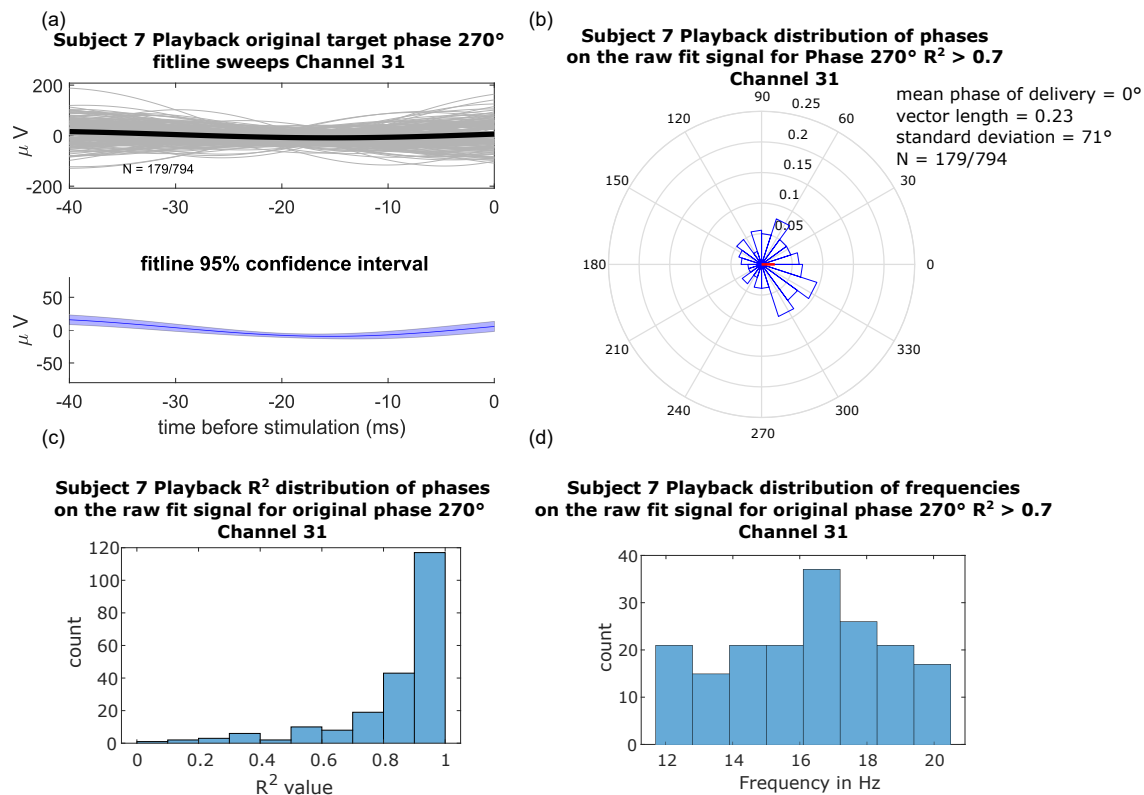 (a)
Subject 7 Playback original target phase 270°
fitline sweeps Channel 31
200
0
-200
μ V
N = 179/794
-40
-30
-20
-10
0
fitline 95% confidence interval
50
0
-50
μ V
-40
-30
-20
-10
0
time before stimulation (ms)
(b)
Subject 7 Playback distribution of phases
on the raw fit signal for Phase 270° R² > 0.7
Channel 31
mean phase of delivery = 0°
vector length = 0.23
standard deviation = 71°
N = 179/794
90
0.25
120
60
0.2
150
0.15
30
0.1
0.05
180
0
210
330
240
300
270
(c)
Subject 7 Playback R² distribution of phases
on the raw fit signal for original phase 270°
Channel 31
120
100
80
60
40
20
0
count
0
0.2
0.4
0.6
0.8
1
R² value
(d)
Subject 7 Playback distribution of frequencies
on the raw fit signal for original phase 270° R² > 0.7
Channel 31
40
30
20
10
0
count
12
14
16
18
20
Frequency in Hz